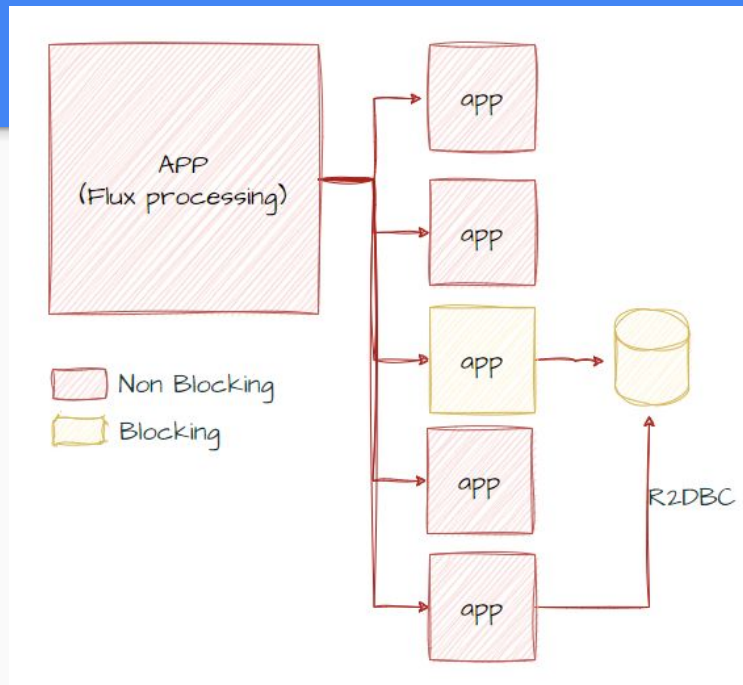 APP
(Flux processing)
app
app
app
app
app
Non Blocking
Blocking
R2DBC